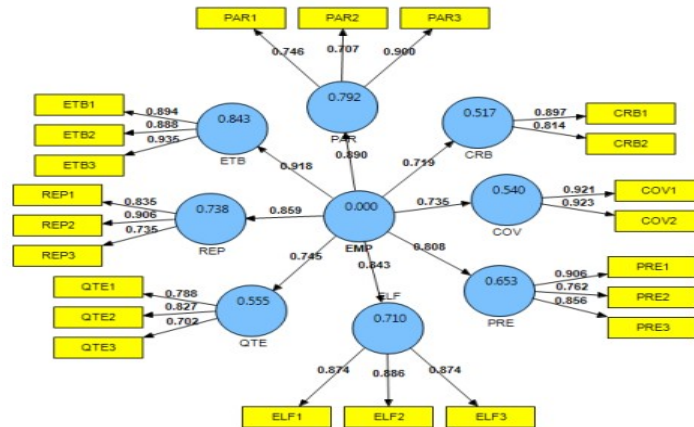 PAR1 PAR2 PAR3
0.746 0.707 0.900
0.792
PAR
0.890
ETB1
ETB2
ETB3
0.894
0.888
0.935
0.843
ETB
0.918
0.517
CRB
0.719
0.897
0.814
CRB1
CRB2
REP1
REP2
REP3
0.835
0.906
0.735
0.738
REP
0.859
0.000
EMP
0.735
0.540
COV
0.921
0.923
COV1
COV2
QTE1
QTE2
QTE3
0.788
0.827
0.702
0.555
QTE
0.745
0.843
ELF
0.710
0.808
0.653
PRE
0.906
0.762
0.856
PRE1
PRE2
PRE3
0.874 0.886 0.874
ELF1 ELF2 ELF3